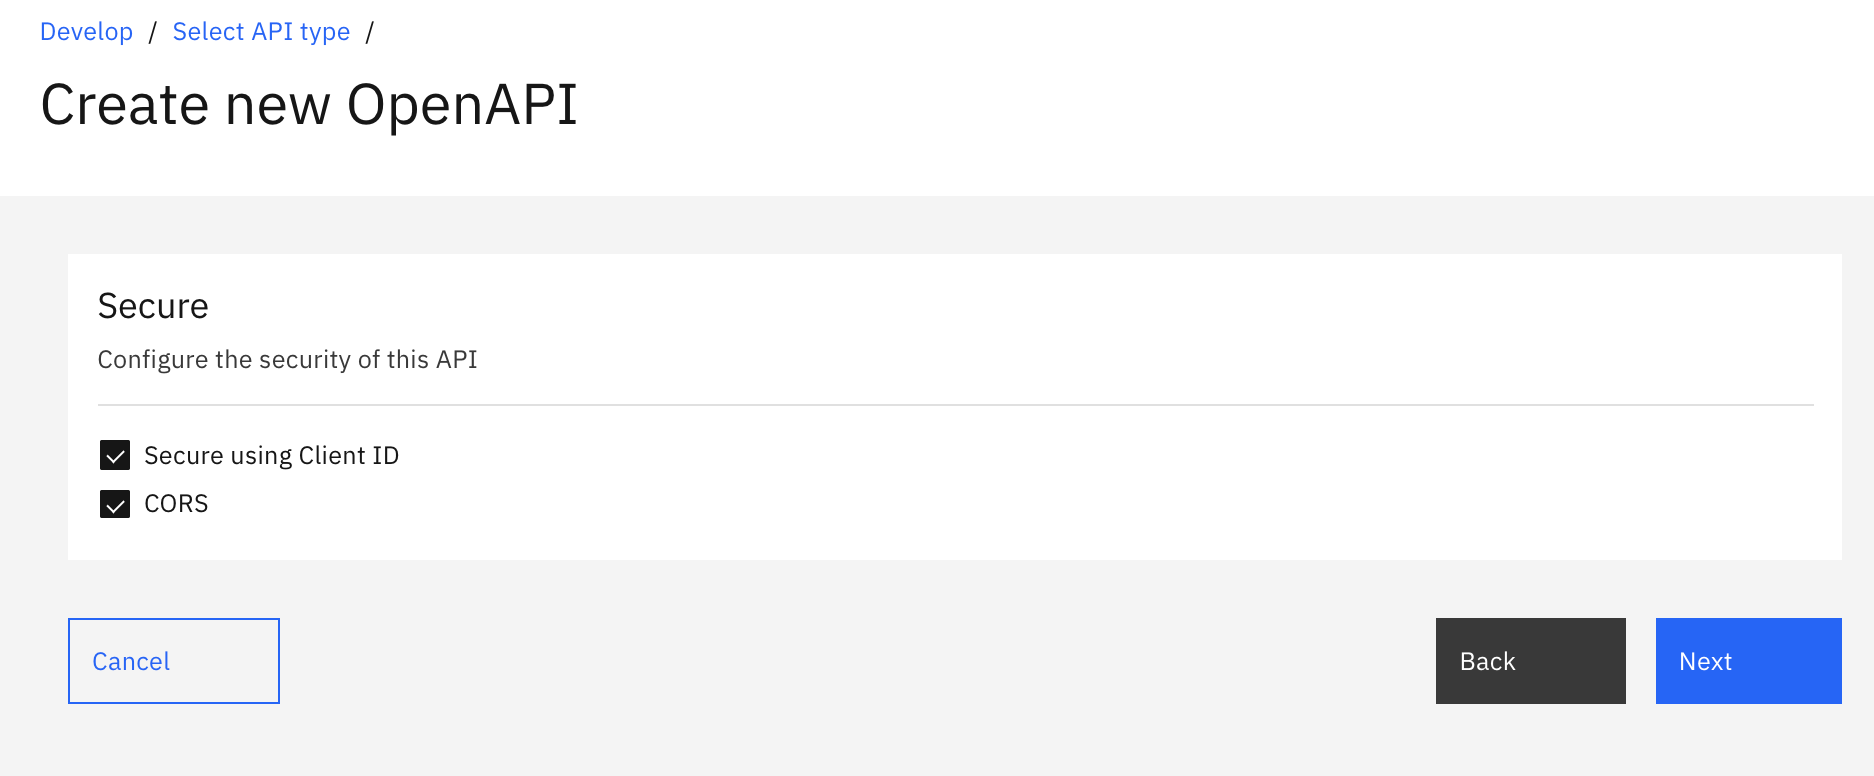 Develop / Select API type /
Create new OpenAPI
Secure
Configure the security of this API
Secure using Client ID
CORS
Cancel
Back
Next